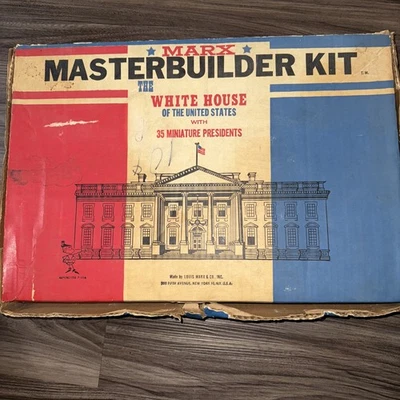 MARX
MASTERBUILDER KIT
THE
WHITE HOUSE
OF THE UNITED STATES
WITH
35 MINIATURE PRESIDENTS
Made by LOUIS MARX & CO., INC.
200 FIFTH AVENUE, NEW YORK 10, N.Y. U.S.A.